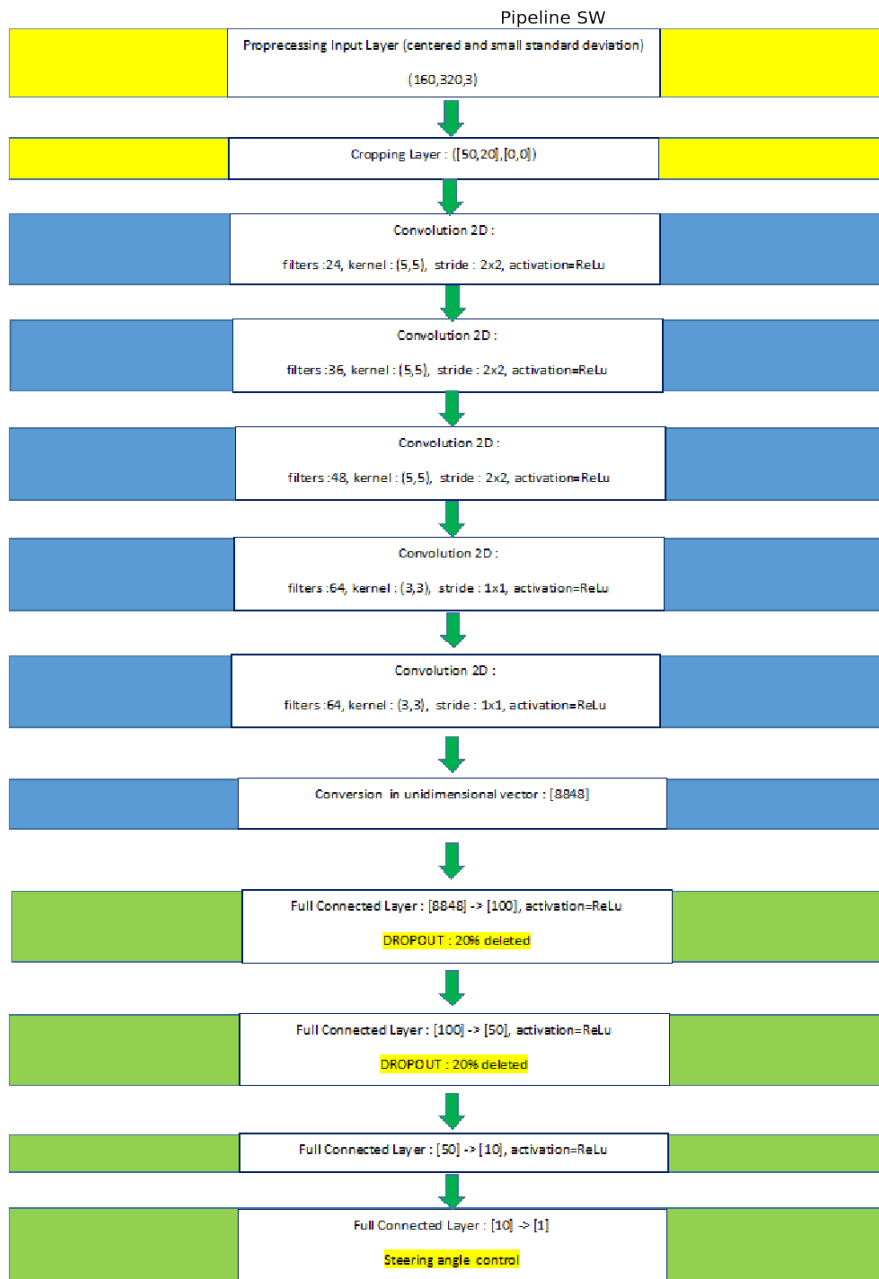 Pipeline SW
Proprecessing Input Layer (centered and small standard deviation)
(160,320,3)
Cropping Layer : ([50,20],[0,0])
Convolution 2D :
filters :24, kernel : (5,5), stride : 2x2, activation=ReLu
Convolution 2D :
filters :36, kernel : (5,5), stride : 2x2, activation=ReLu
Convolution 2D :
filters :48, kernel : (5,5), stride : 2x2, activation=ReLu
Convolution 2D :
filters :64, kernel : (3,3), stride : 1x1, activation=ReLu
Convolution 2D :
filters :64, kernel : (3,3), stride : 1x1, activation=ReLu
Conversion in unidimensional vector : [8848]
Full Connected Layer : [8848] -> [100], activation=ReLu
DROPOUT : 20% deleted
Full Connected Layer : [100] -> [50], activation=ReLu
DROPOUT : 20% deleted
Full Connected Layer : [50] -> [10], activation=ReLu
Full Connected Layer : [10] -> [1]
Steering angle control